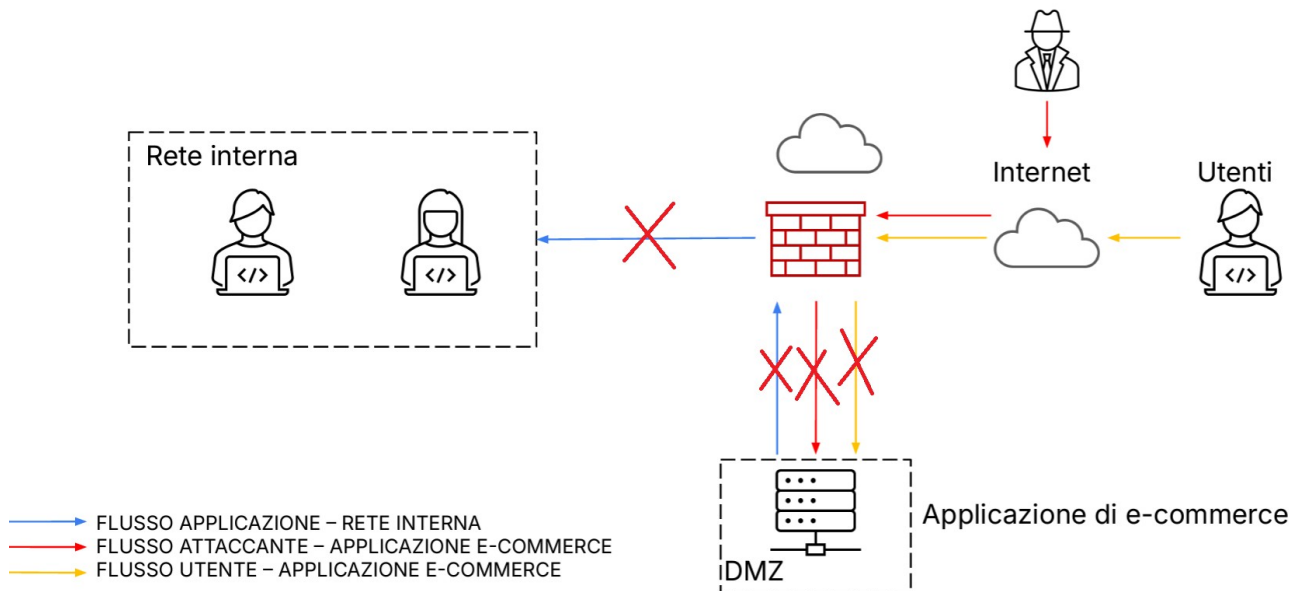 Rete interna
Internet
Utenti
</>
</>
</>
Applicazione di e-commerce
DMZ
FLUSSO APPLICAZIONE – RETE INTERNA
FLUSSO ATTACCANTE – APPLICAZIONE E-COMMERCE
FLUSSO UTENTE – APPLICAZIONE E-COMMERCE